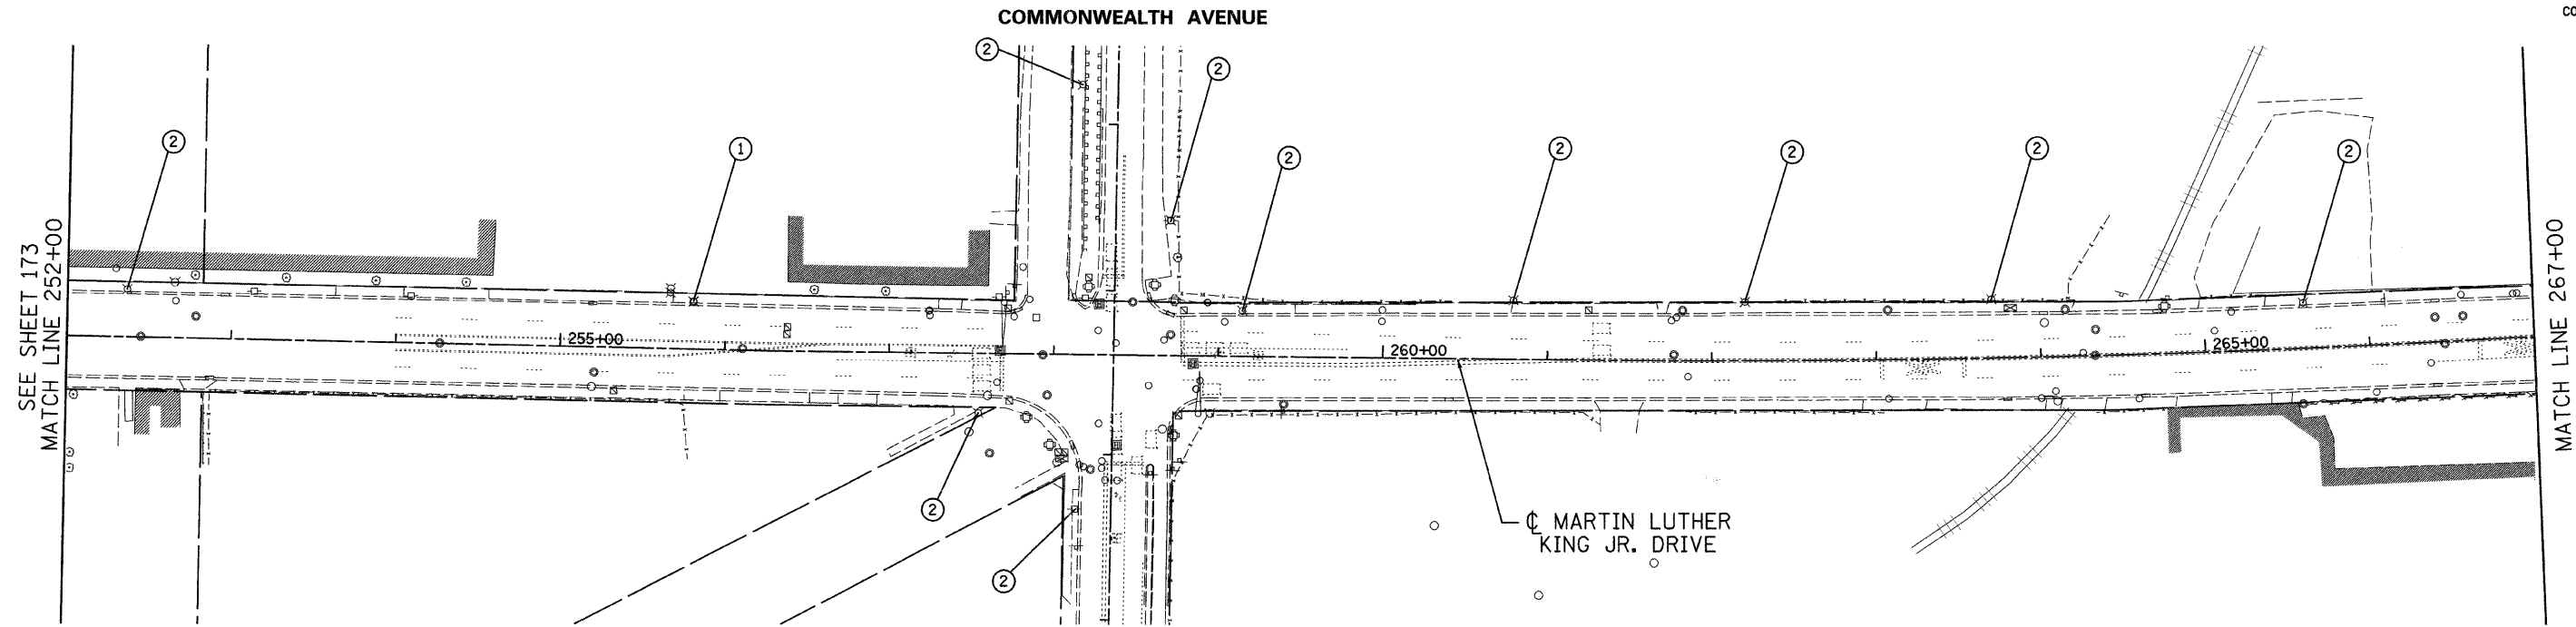 COMMONWEALTH AVENUE
CO
2
2
2
1
2
2
2
2
2
SEE SHEET 173
MATCH LINE 252+00
MATCH LINE 267+00
255+00
260+00
265+00
2
2
℄ MARTIN LUTHER
KING JR. DRIVE